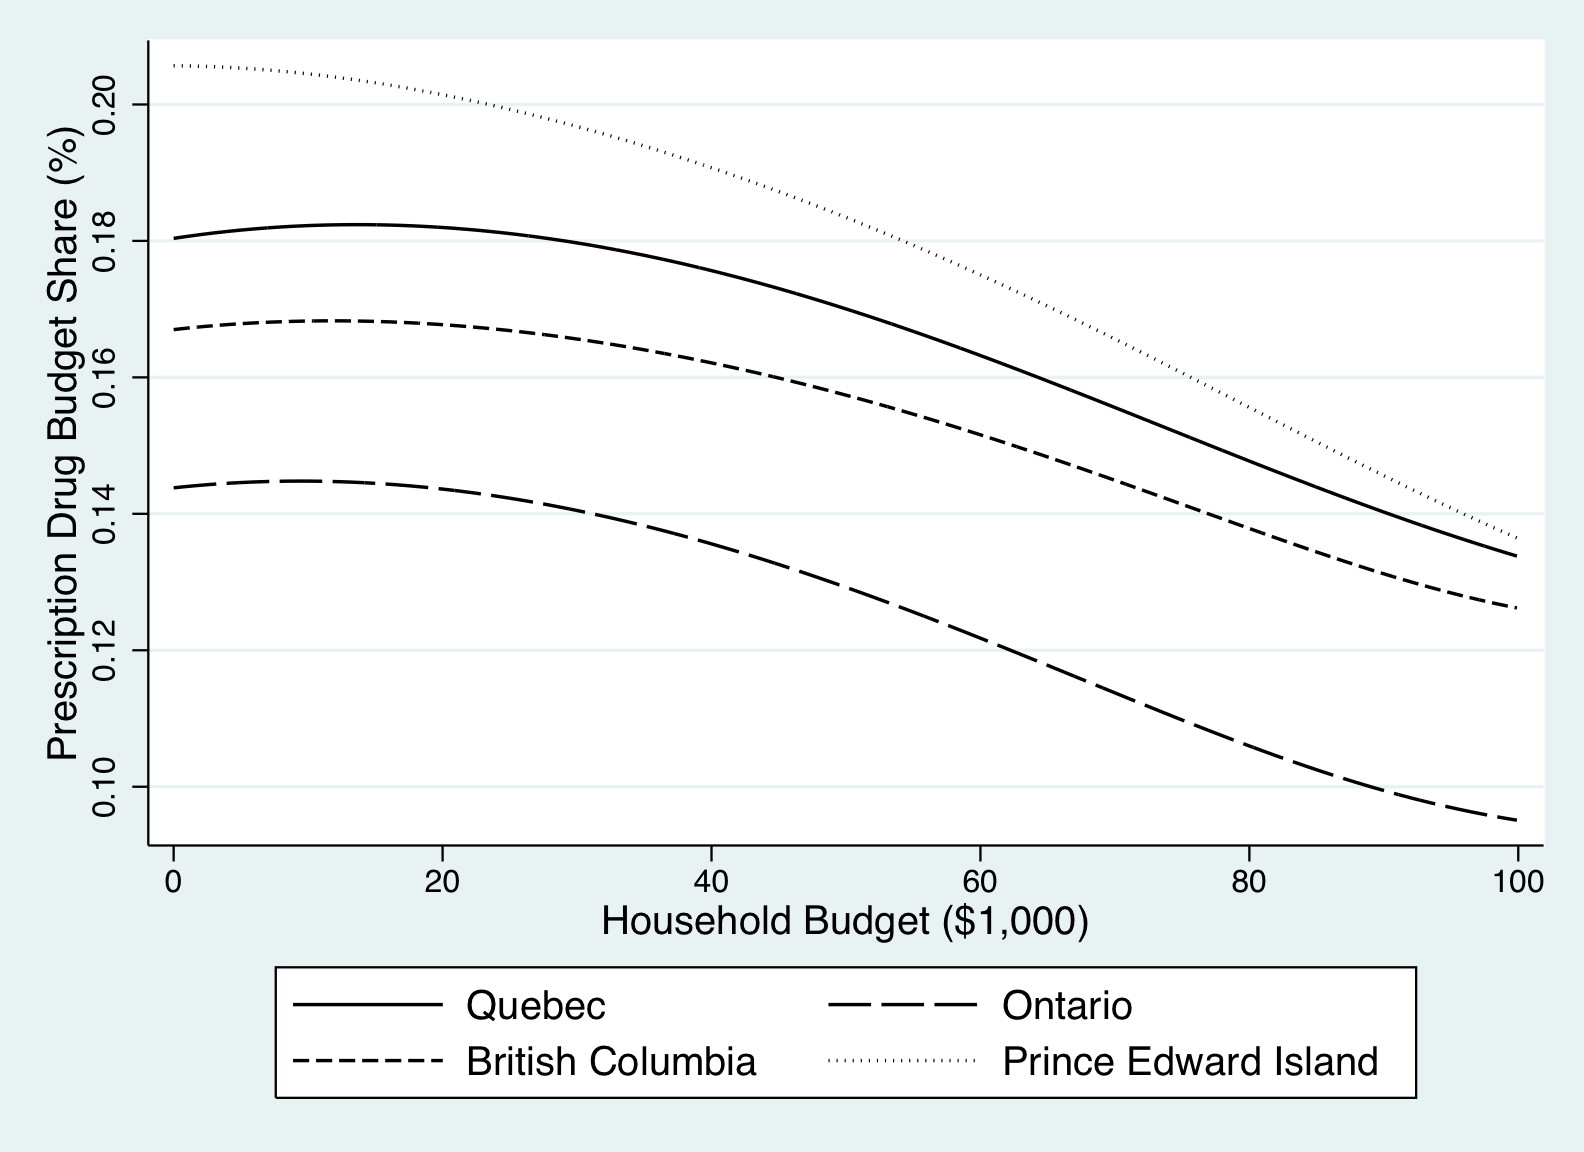 Prescription Drug Budget Share (%)
0.20
0.18
0.16
0.14
0.12
0.10
0 20 40 60 80 100
Household Budget ($1,000)
Quebec Ontario
British Columbia Prince Edward Island